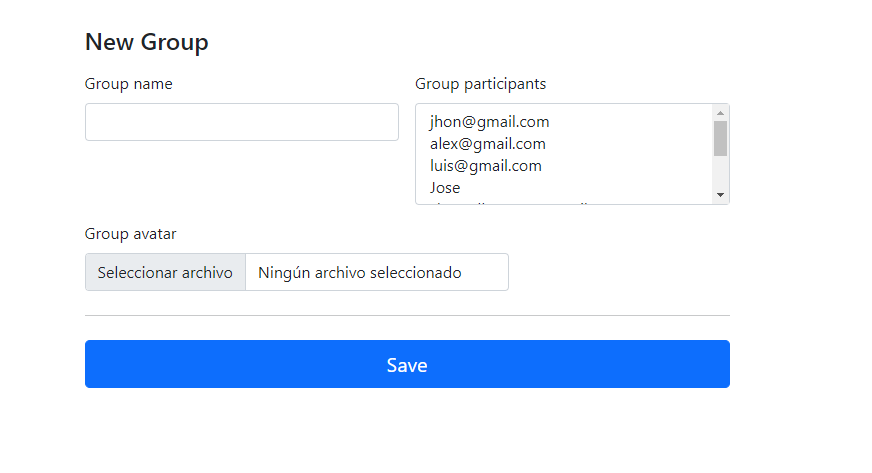 New Group
Group name
Group participants
jhon@gmail.com
alex@gmail.com
luis@gmail.com
Jose
Group avatar
Seleccionar archivo
Ningún archivo seleccionado
Save